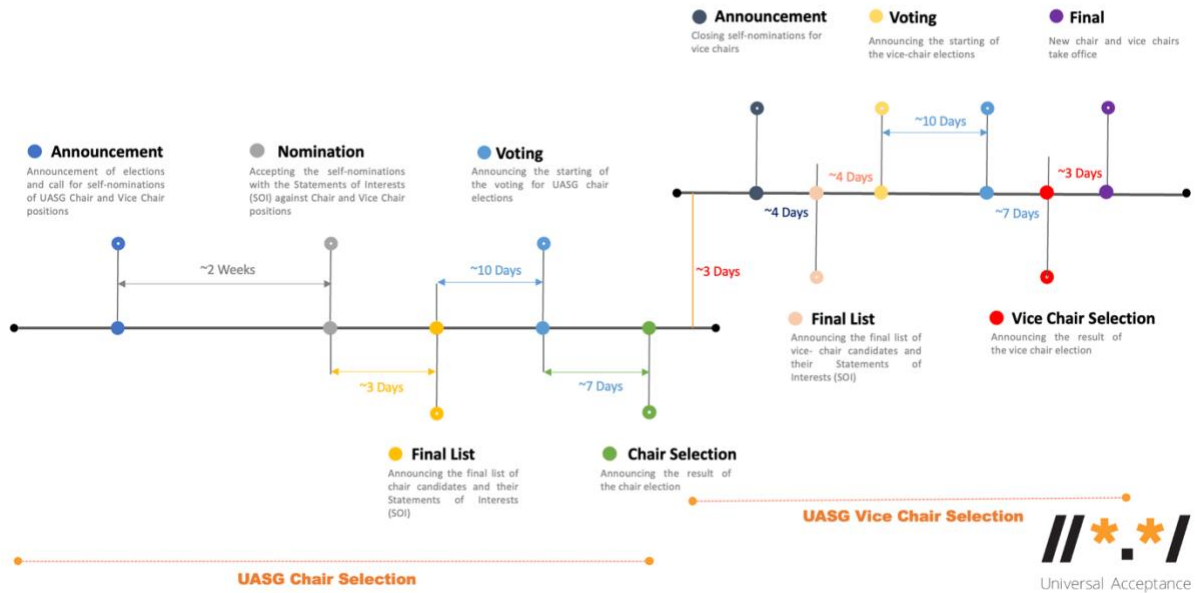 Announcement
Closing self-nominations for
vice chairs
Voting
Announcing the starting of
the vice-chair elections
Final
New chair and vice chairs
take office
~10 Days
~4 Days
~3 Days
~4 Days
~7 Days
~3 Days
Final List
Announcing the final list of
vice- chair candidates and
their Statements of
Interests (SOI)
Vice Chair Selection
Announcing the result of
the vice chair election
Announcement
Announcement of elections
and call for self-nominations
of UASG Chair and Vice Chair
positions
Nomination
Accepting the self-nominations
with the Statements of Interests
(SOI) against Chair and Vice Chair
positions
Voting
Announcing the starting of
the voting for UASG chair
elections
~2 Weeks
~10 Days
~3 Days
~7 Days
Final List
Announcing the final list of
chair candidates and their
Statements of Interests
(SOI)
Chair Selection
Announcing the result of
the chair election
UASG Vice Chair Selection
UASG Chair Selection
//*.*/
Universal Acceptance